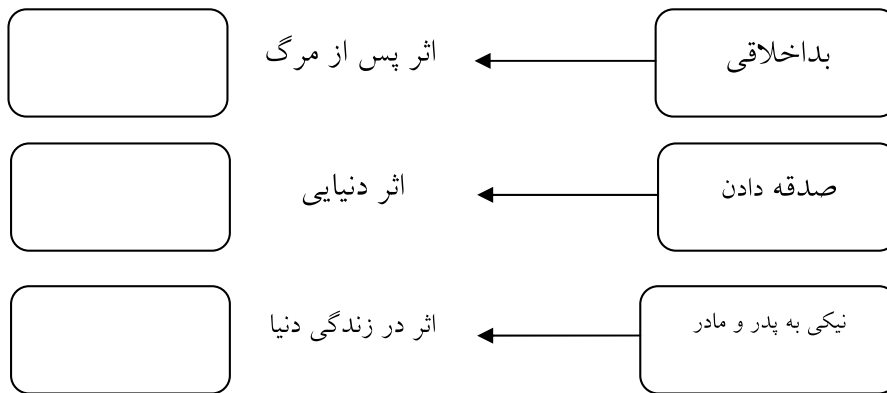 بداخلاقی اثر پس از مرگ
صدقه دادن اثر دنیایی
نیکی به پدر و مادر اثر در زندگی دنیا